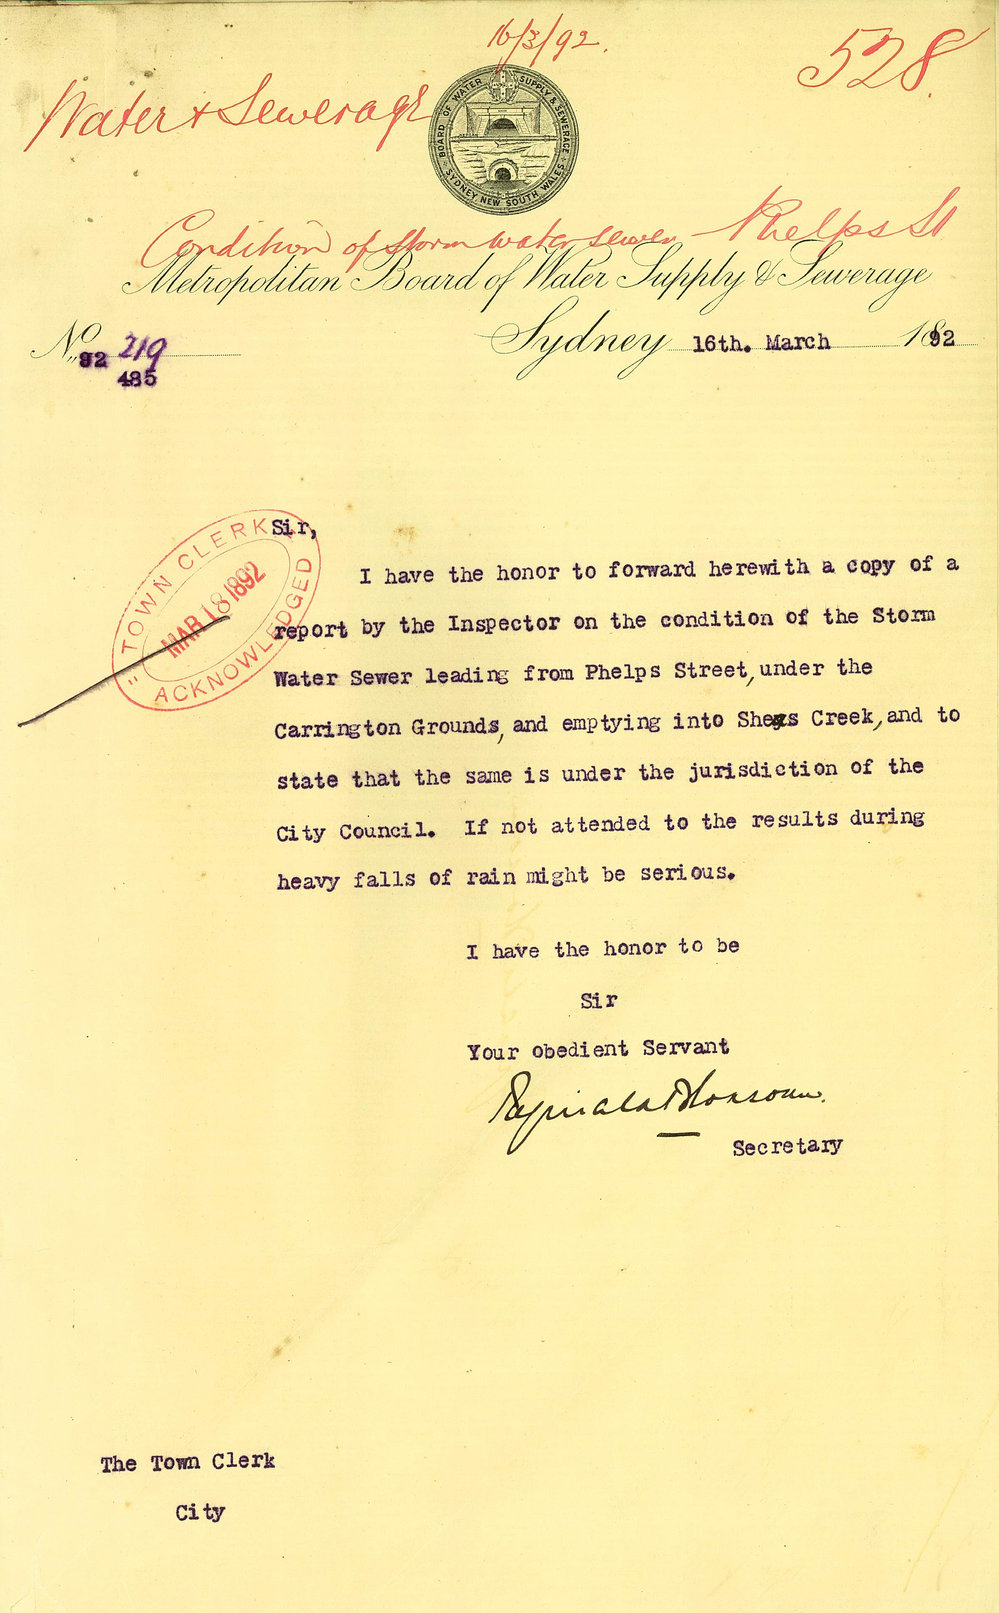 16/3/92.
528.
Water & Sewerage
BOARD OF WATER SUPPLY & SEWERAGE
SYDNEY, NEW SOUTH WALES
Condition of storm water sewer Phelps St
Metropolitan Board of Water Supply & Sewerage
No. 92 219
485
Sydney 16th. March 1892
"TOWN CLERK"
MAR 18 1892
ACKNOWLEDGED
Sir,
I have the honor to forward herewith a copy of a
report by the Inspector on the condition of the Storm
Water Sewer leading from Phelps Street, under the
Carrington Grounds, and emptying into Sheas Creek, and to
state that the same is under the jurisdiction of the
City Council. If not attended to the results during
heavy falls of rain might be serious.
I have the honor to be
Sir
Your obedient Servant
Secretary
The Town Clerk
City